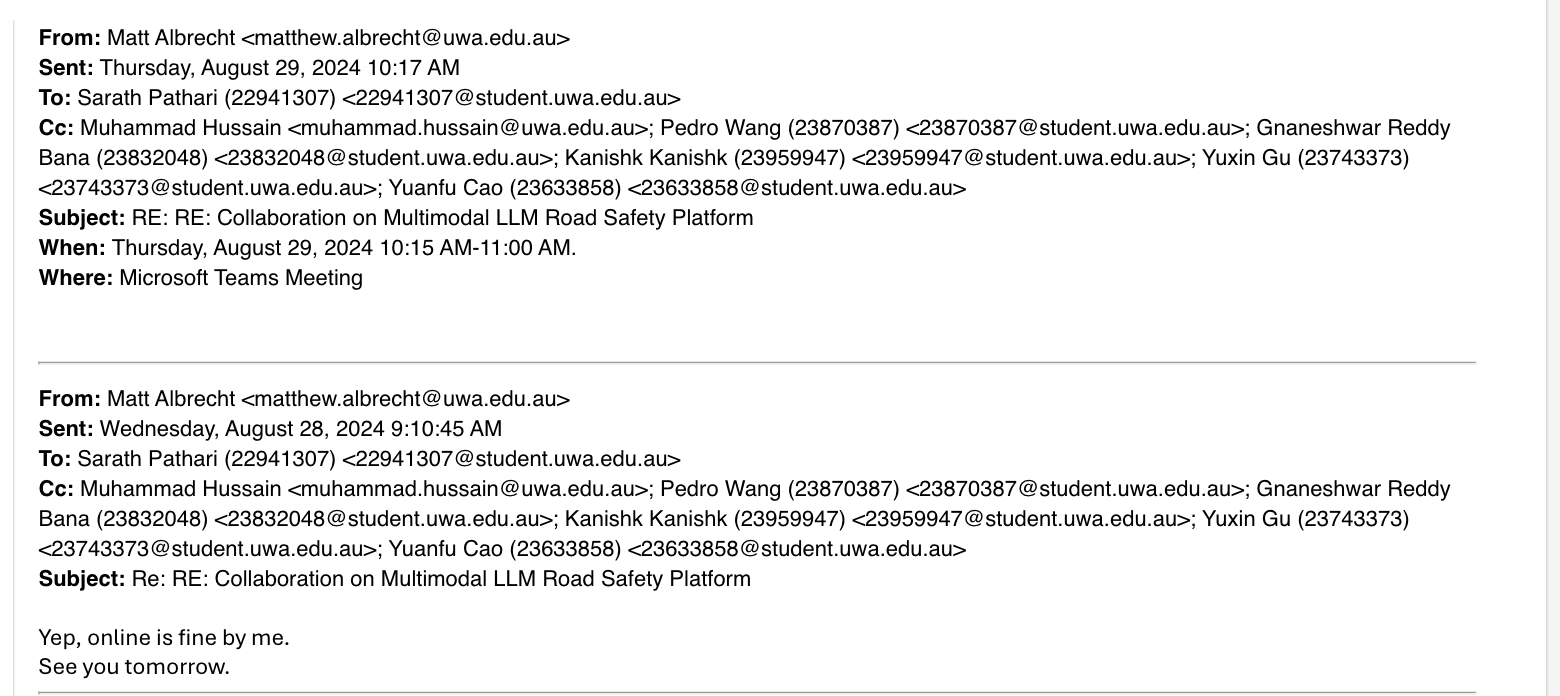 From: Matt Albrecht <matthew.albrecht@uwa.edu.au>
Sent: Thursday, August 29, 2024 10:17 AM
To: Sarath Pathari (22941307) <22941307@student.uwa.edu.au>
Cc: Muhammad Hussain <muhammad.hussain@uwa.edu.au>; Pedro Wang (23870387) <23870387@student.uwa.edu.au>; Gnaneshwar Reddy
Bana (23832048) <23832048@student.uwa.edu.au>; Kanishk Kanishk (23959947) <23959947@student.uwa.edu.au>; Yuxin Gu (23743373)
<23743373@student.uwa.edu.au>; Yuanfu Cao (23633858) <23633858@student.uwa.edu.au>
Subject: RE: RE: Collaboration on Multimodal LLM Road Safety Platform
When: Thursday, August 29, 2024 10:15 AM-11:00 AM.
Where: Microsoft Teams Meeting
From: Matt Albrecht <matthew.albrecht@uwa.edu.au>
Sent: Wednesday, August 28, 2024 9:10:45 AM
To: Sarath Pathari (22941307) <22941307@student.uwa.edu.au>
Cc: Muhammad Hussain <muhammad.hussain@uwa.edu.au>; Pedro Wang (23870387) <23870387@student.uwa.edu.au>; Gnaneshwar Reddy
Bana (23832048) <23832048@student.uwa.edu.au>; Kanishk Kanishk (23959947) <23959947@student.uwa.edu.au>; Yuxin Gu (23743373)
<23743373@student.uwa.edu.au>; Yuanfu Cao (23633858) <23633858@student.uwa.edu.au>
Subject: Re: RE: Collaboration on Multimodal LLM Road Safety Platform
Yep, online is fine by me.
See you tomorrow.